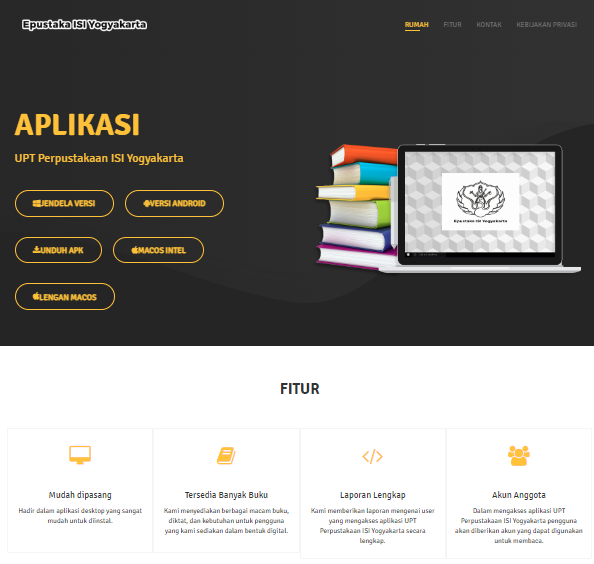 Epustaka ISI Yogyakarta
RUMAH FITUR KONTAK KEBIJAKAN PRIVASI
APLIKASI
UPT Perpustakaan ISI Yogyakarta
JENDELA VERSI
VERSI ANDROID
UNDUH APK
MACOS INTEL
LENGAN MACOS
Epustaka ISI Yogyakarta
FITUR
Mudah dipasang
Hadir dalam aplikasi desktop yang sangat
mudah untuk diinstal.
Tersedia Banyak Buku
Kami menyediakan berbagai macam buku,
diktat, dan kebutuhan untuk pengguna
yang kami sediakan dalam bentuk digital.
Laporan Lengkap
Kami memberikan laporan mengenai user
yang mengakses aplikasi UPT
Perpustakaan ISI Yogyakarta secara
lengkap.
Akun Anggota
Dalam mengakses aplikasi UPT
Perpustakaan ISI Yogyakarta pengguna
akan diberikan akun yang dapat digunakan
untuk membaca.